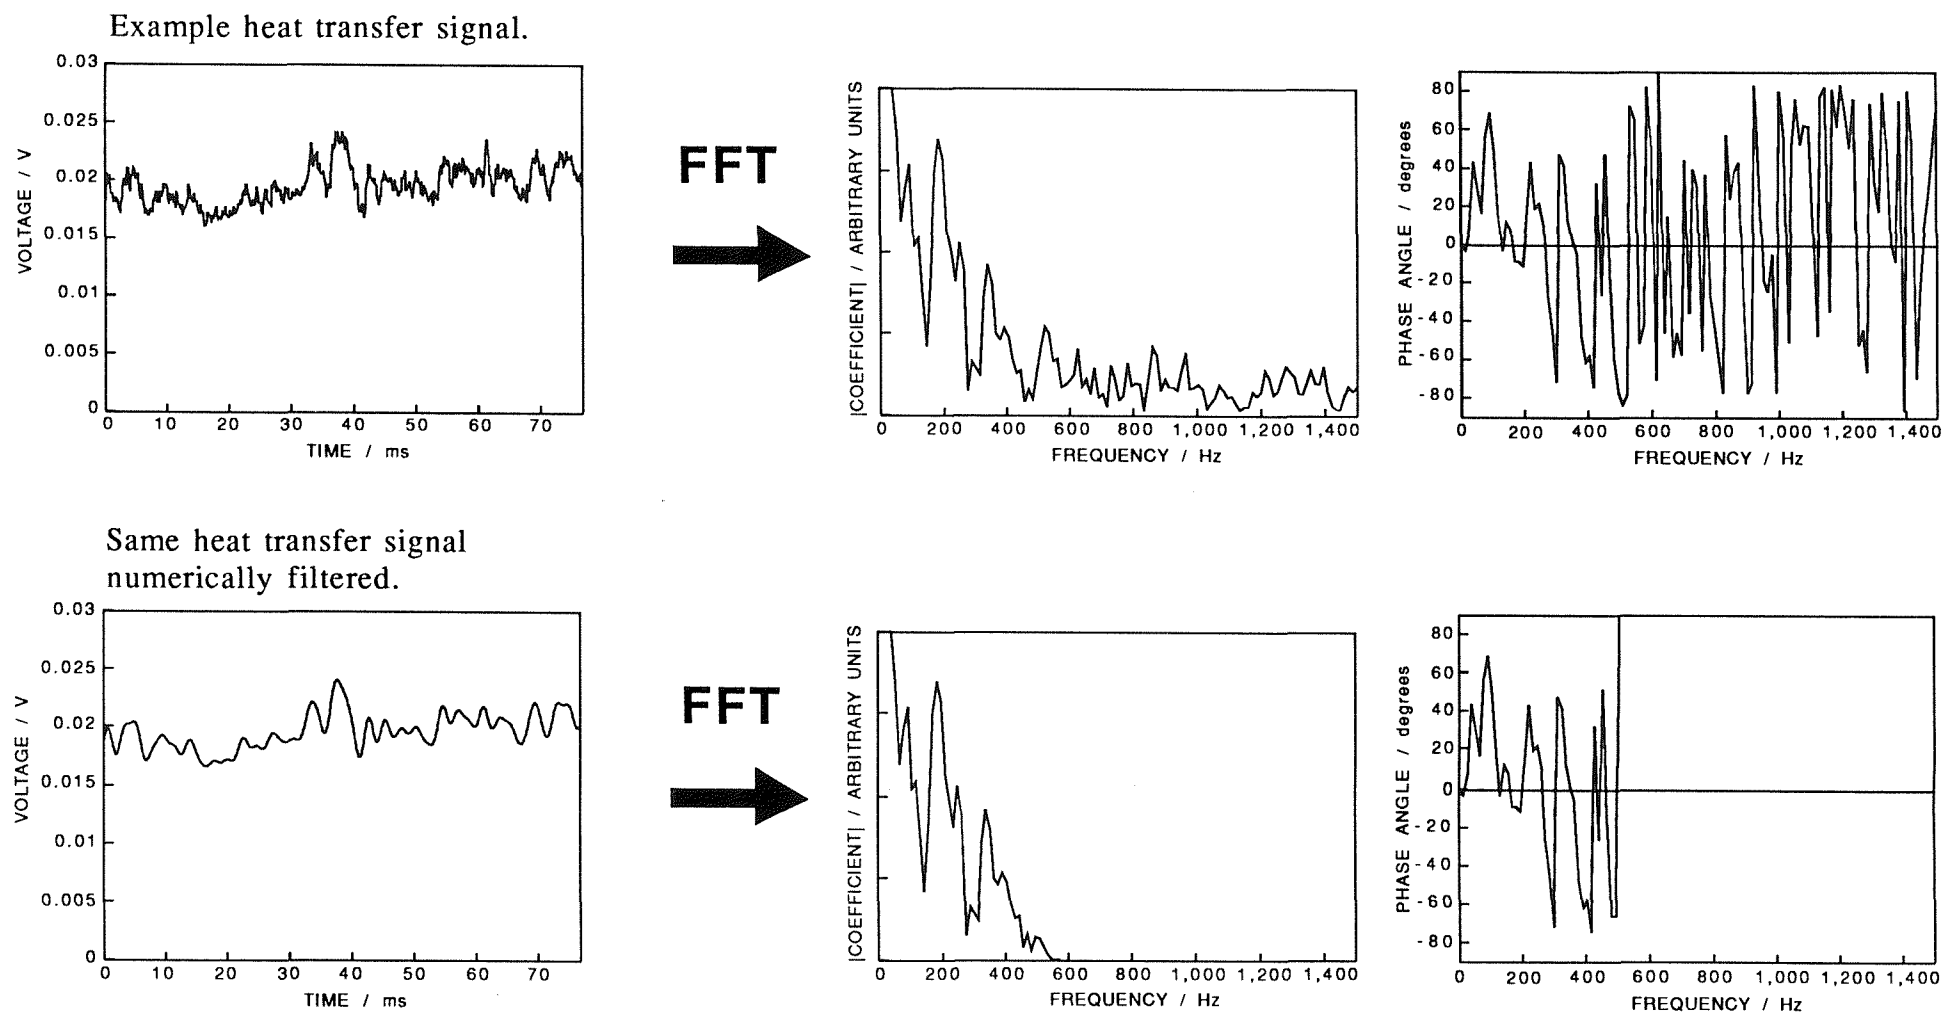 Example heat transfer signal.
0.03
0.025
0.02
0.015
0.01
0.005
0
VOLTAGE / V
0 10 20 30 40 50 60 70
TIME / ms
FFT
|COEFFICIENT| / ARBITRARY UNITS
0 200 400 600 800 1,000 1,200 1,400
FREQUENCY / Hz
80
60
40
20
0
-20
-40
-60
-80
PHASE ANGLE / degrees
0 200 400 600 800 1,000 1,200 1,400
FREQUENCY / Hz
Same heat transfer signal
numerically filtered.
0.03
0.025
0.02
0.015
0.01
0.005
0
VOLTAGE / V
0 10 20 30 40 50 60 70
TIME / ms
FFT
|COEFFICIENT| / ARBITRARY UNITS
0 200 400 600 800 1,000 1,200 1,400
FREQUENCY / Hz
80
60
40
20
0
-20
-40
-60
-80
PHASE ANGLE / degrees
0 200 400 600 800 1,000 1,200 1,400
FREQUENCY / Hz